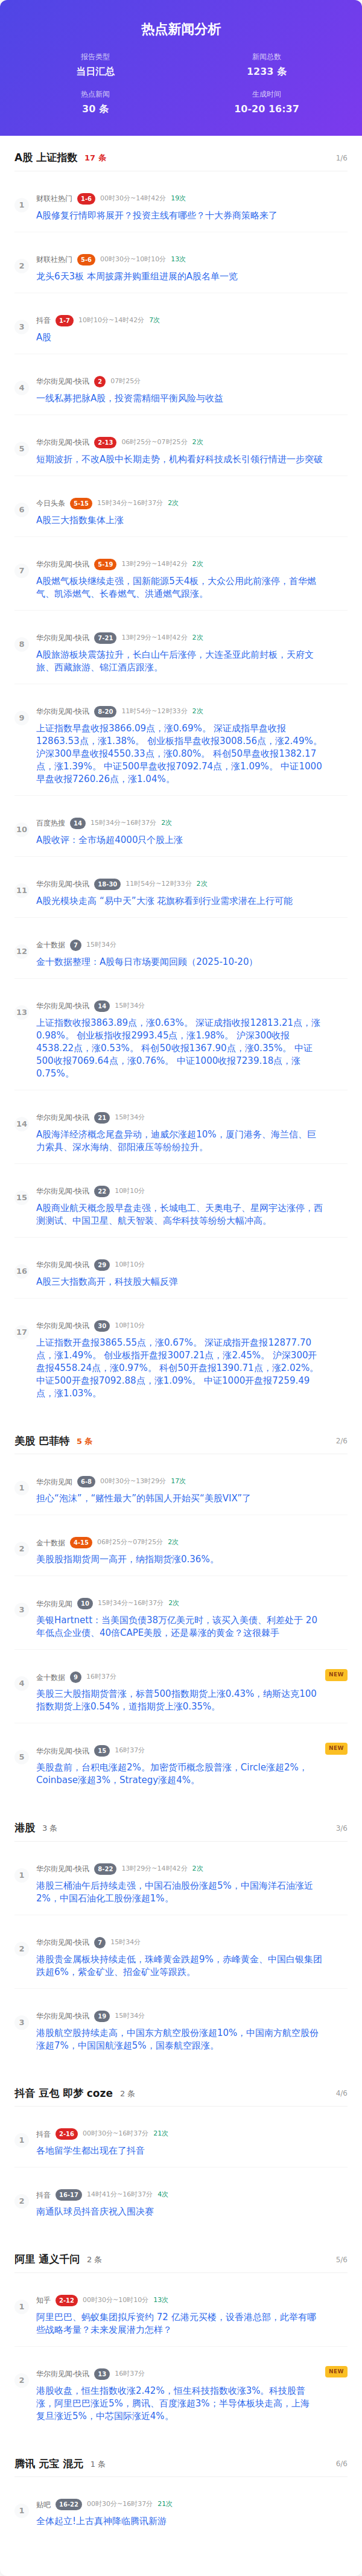 热点新闻分析
报告类型
当日汇总
新闻总数
1233 条
热点新闻
30 条
生成时间
10-20 16:37
A股 上证指数 17 条 1/6
1
财联社热门 1-6 00时30分~14时42分 19次
A股修复行情即将展开？投资主线有哪些？十大券商策略来了
2
财联社热门 5-6 00时30分~10时10分 13次
龙头6天3板 本周披露并购重组进展的A股名单一览
3
抖音 1-7 10时10分~14时42分 7次
A股
4
华尔街见闻-快讯 2 07时25分
一线私募把脉A股，投资需精细平衡风险与收益
5
华尔街见闻-快讯 2-13 06时25分~07时25分 2次
短期波折，不改A股中长期走势，机构看好科技成长引领行情进一步突破
6
今日头条 5-15 15时34分~16时37分 2次
A股三大指数集体上涨
7
华尔街见闻-快讯 5-19 13时29分~14时42分 2次
A股燃气板块继续走强，国新能源5天4板，大众公用此前涨停，首华燃
气、凯添燃气、长春燃气、洪通燃气跟涨。
8
华尔街见闻-快讯 7-21 13时29分~14时42分 2次
A股旅游板块震荡拉升，长白山午后涨停，大连圣亚此前封板，天府文
旅、西藏旅游、锦江酒店跟涨。
9
华尔街见闻-快讯 8-20 11时54分~12时33分 2次
上证指数早盘收报3866.09点，涨0.69%。 深证成指早盘收报
12863.53点，涨1.38%。 创业板指早盘收报3008.56点，涨2.49%。
沪深300早盘收报4550.33点，涨0.80%。 科创50早盘收报1382.17
点，涨1.39%。 中证500早盘收报7092.74点，涨1.09%。 中证1000
早盘收报7260.26点，涨1.04%。
10
百度热搜 14 15时34分~16时37分 2次
A股收评：全市场超4000只个股上涨
11
华尔街见闻-快讯 18-30 11时54分~12时33分 2次
A股光模块走高 “易中天”大涨 花旗称看到行业需求潜在上行可能
12
金十数据 7 15时34分
金十数据整理：A股每日市场要闻回顾（2025-10-20）
13
华尔街见闻-快讯 14 15时34分
上证指数收报3863.89点，涨0.63%。 深证成指收报12813.21点，涨
0.98%。 创业板指收报2993.45点，涨1.98%。 沪深300收报
4538.22点，涨0.53%。 科创50收报1367.90点，涨0.35%。 中证
500收报7069.64点，涨0.76%。 中证1000收报7239.18点，涨
0.75%。
14
华尔街见闻-快讯 21 15时34分
A股海洋经济概念尾盘异动，迪威尔涨超10%，厦门港务、海兰信、巨
力索具、深水海纳、邵阳液压等纷纷拉升。
15
华尔街见闻-快讯 22 10时10分
A股商业航天概念股早盘走强，长城电工、天奥电子、星网宇达涨停，西
测测试、中国卫星、航天智装、高华科技等纷纷大幅冲高。
16
华尔街见闻-快讯 29 10时10分
A股三大指数高开，科技股大幅反弹
17
华尔街见闻-快讯 30 10时10分
上证指数开盘报3865.55点，涨0.67%。 深证成指开盘报12877.70
点，涨1.49%。 创业板指开盘报3007.21点，涨2.45%。 沪深300开
盘报4558.24点，涨0.97%。 科创50开盘报1390.71点，涨2.02%。
中证500开盘报7092.88点，涨1.09%。 中证1000开盘报7259.49
点，涨1.03%。
美股 巴菲特 5 条 2/6
1
华尔街见闻 6-8 00时30分~13时29分 17次
担心“泡沫”，“赌性最大”的韩国人开始买“美股VIX”了
2
金十数据 4-15 06时25分~07时25分 2次
美股股指期货周一高开，纳指期货涨0.36%。
3
华尔街见闻 10 15时34分~16时37分 2次
美银Hartnett：当美国负债38万亿美元时，该买入美债、利差处于 20
年低点企业债、40倍CAPE美股，还是暴涨的黄金？这很棘手
4
金十数据 9 16时37分 NEW
美股三大股指期货普涨，标普500指数期货上涨0.43%，纳斯达克100
指数期货上涨0.54%，道指期货上涨0.35%。
5
华尔街见闻-快讯 15 16时37分 NEW
美股盘前，台积电涨超2%。加密货币概念股普涨，Circle涨超2%，
Coinbase涨超3%，Strategy涨超4%。
港股 3 条 3/6
1
华尔街见闻-快讯 8-22 13时29分~14时42分 2次
港股三桶油午后持续走强，中国石油股份涨超5%，中国海洋石油涨近
2%，中国石油化工股份涨超1%。
2
华尔街见闻-快讯 7 15时34分
港股贵金属板块持续走低，珠峰黄金跌超9%，赤峰黄金、中国白银集团
跌超6%，紫金矿业、招金矿业等跟跌。
3
华尔街见闻-快讯 19 15时34分
港股航空股持续走高，中国东方航空股份涨超10%，中国南方航空股份
涨超7%，中国国航涨超5%，国泰航空跟涨。
抖音 豆包 即梦 coze 2 条 4/6
1
抖音 2-16 00时30分~16时37分 21次
各地留学生都出现在了抖音
2
抖音 16-17 14时41分~16时37分 4次
南通队球员抖音庆祝入围决赛
阿里 通义千问 2 条 5/6
1
知乎 2-12 00时30分~10时10分 13次
阿里巴巴、蚂蚁集团拟斥资约 72 亿港元买楼，设香港总部，此举有哪
些战略考量？未来发展潜力怎样？
2
华尔街见闻-快讯 13 16时37分 NEW
港股收盘，恒生指数收涨2.42%，恒生科技指数收涨3%。科技股普
涨，阿里巴巴涨近5%，腾讯、百度涨超3%；半导体板块走高，上海
复旦涨近5%，中芯国际涨近4%。
腾讯 元宝 混元 1 条 6/6
1
贴吧 16-22 00时30分~16时37分 21次
全体起立!上古真神降临腾讯新游